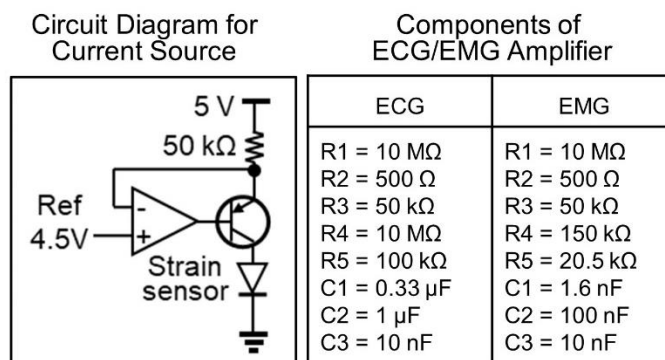 Circuit Diagram for
Current Source
5 V
50 kΩ
Ref
4.5V
-
+
Strain
sensor
Components of
ECG/EMG Amplifier
ECG EMG
R1 = 10 MΩ R1 = 10 MΩ
R2 = 500 Ω R2 = 500 Ω
R3 = 50 kΩ R3 = 50 kΩ
R4 = 10 MΩ R4 = 150 kΩ
R5 = 100 kΩ R5 = 20.5 kΩ
C1 = 0.33 µF C1 = 1.6 nF
C2 = 1 µF C2 = 100 nF
C3 = 10 nF C3 = 10 nF